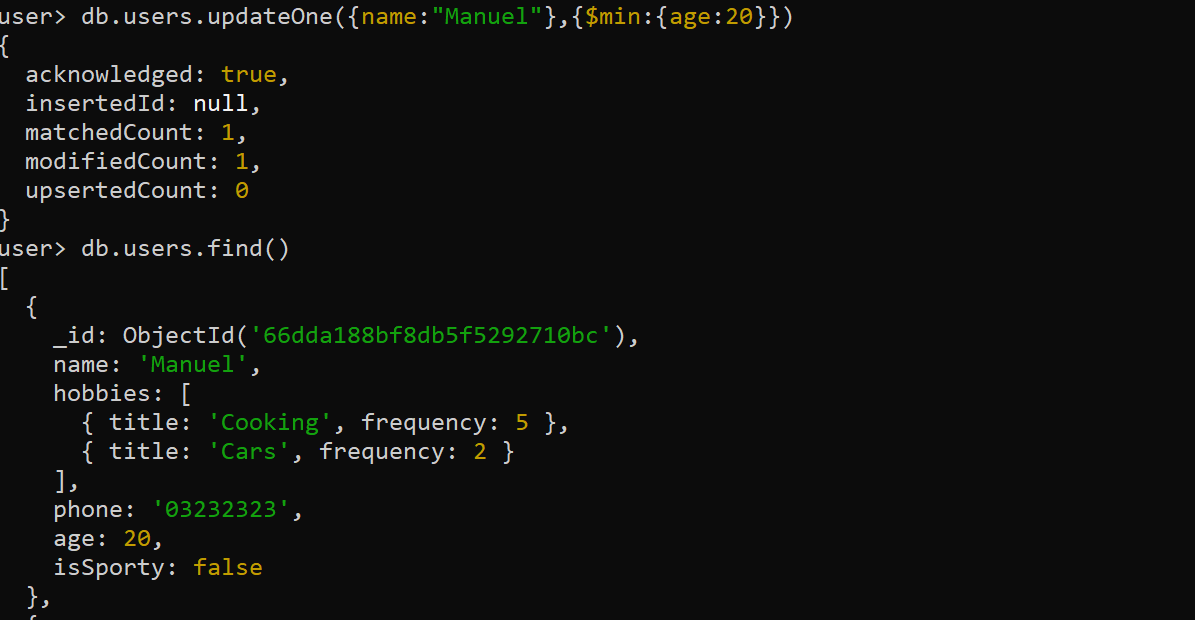 user> db.users.updateOne({name:"Manuel"},{$min:{age:20}})
{
  acknowledged: true,
  insertedId: null,
  matchedCount: 1,
  modifiedCount: 1,
  upsertedCount: 0
}
user> db.users.find()
[
  {
    _id: ObjectId('66dda188bf8db5f5292710bc'),
    name: 'Manuel',
    hobbies: [
      { title: 'Cooking', frequency: 5 },
      { title: 'Cars', frequency: 2 }
    ],
    phone: '03232323',
    age: 20,
    isSporty: false
  },
  {